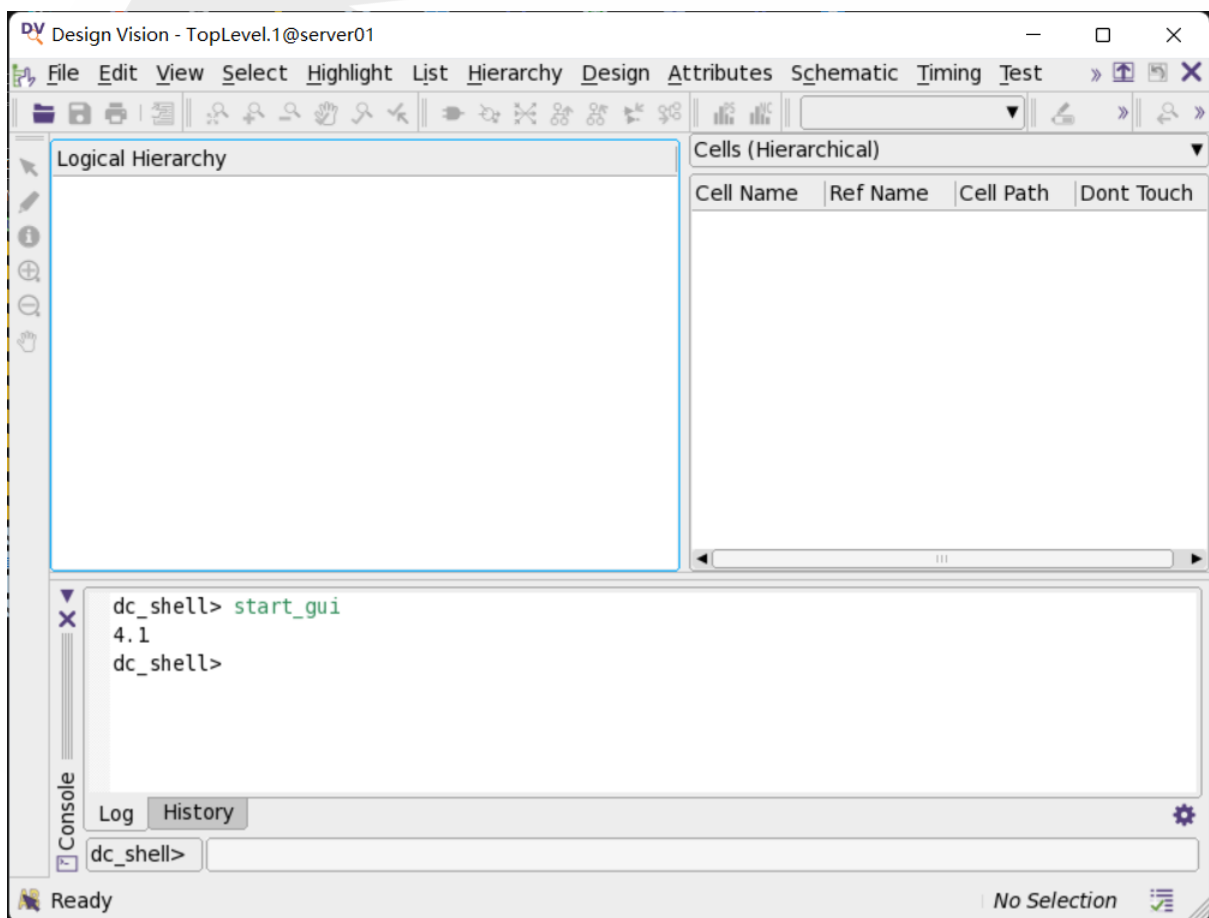 DV Design Vision - TopLevel.1@server01
File Edit View Select Highlight List Hierarchy Design Attributes Schematic Timing Test »
» »
Logical Hierarchy
Cells (Hierarchical)
Cell Name Ref Name Cell Path Dont Touch
dc_shell> start_gui
4.1
dc_shell>
Console
Log History
dc_shell>
Ready No Selection